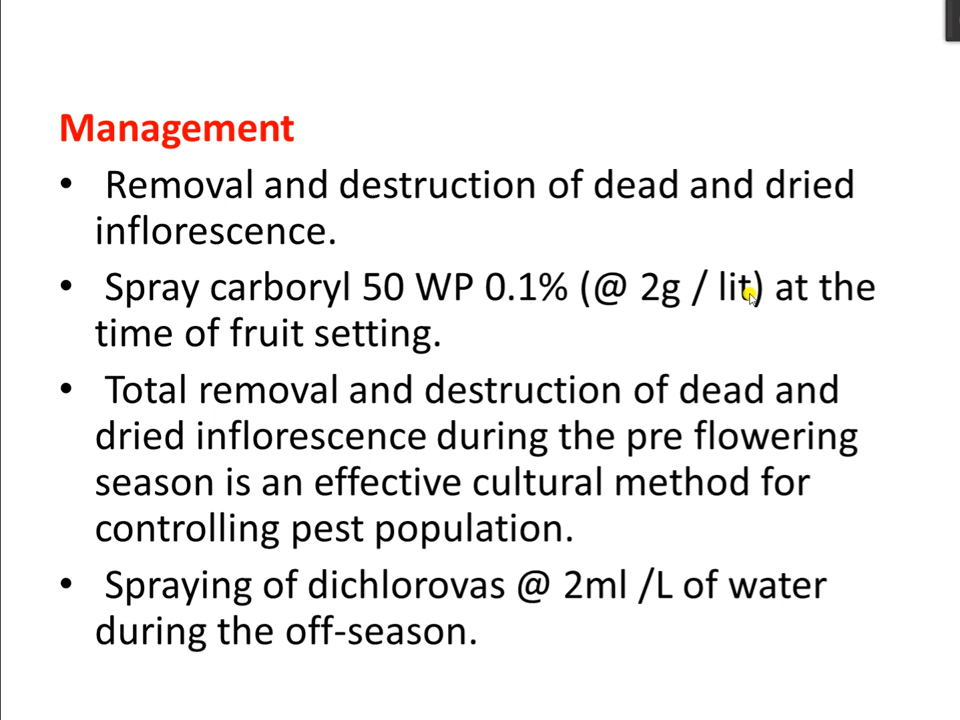 Management
• Removal and destruction of dead and dried
inflorescence.
• Spray carboryl 50 WP 0.1% (@ 2g / lit) at the
time of fruit setting.
• Total removal and destruction of dead and
dried inflorescence during the pre flowering
season is an effective cultural method for
controlling pest population.
• Spraying of dichlorovas @ 2ml /L of water
during the off-season.